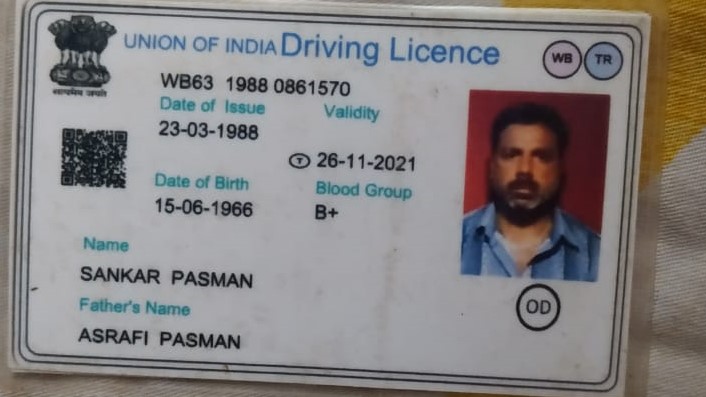 UNION OF INDIA Driving Licence WB TR
सत्यमेव जयते
WB63 1988 0861570
Date of Issue Validity
23-03-1988
T 26-11-2021
Date of Birth Blood Group
15-06-1966 B+
Name
SANKAR PASMAN
Father's Name OD
ASRAFI PASMAN